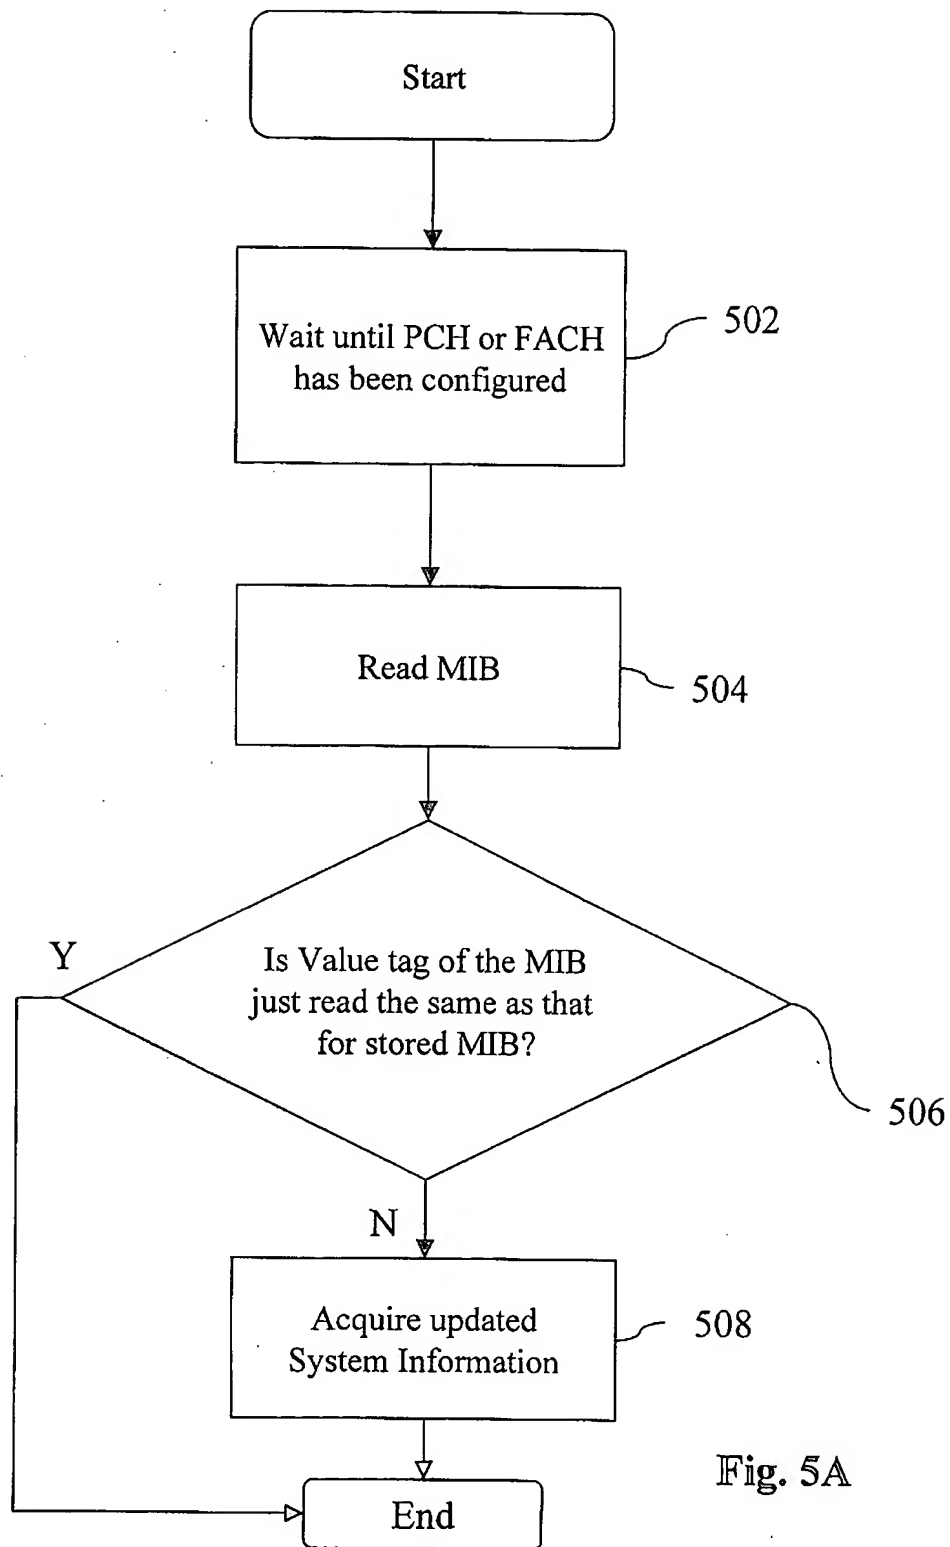 Start
Wait until PCH or FACH
has been configured
502
Read MIB
504
Y
Is Value tag of the MIB
just read the same as that
for stored MIB?
506
N
Acquire updated
System Information
508
Fig. 5A
End